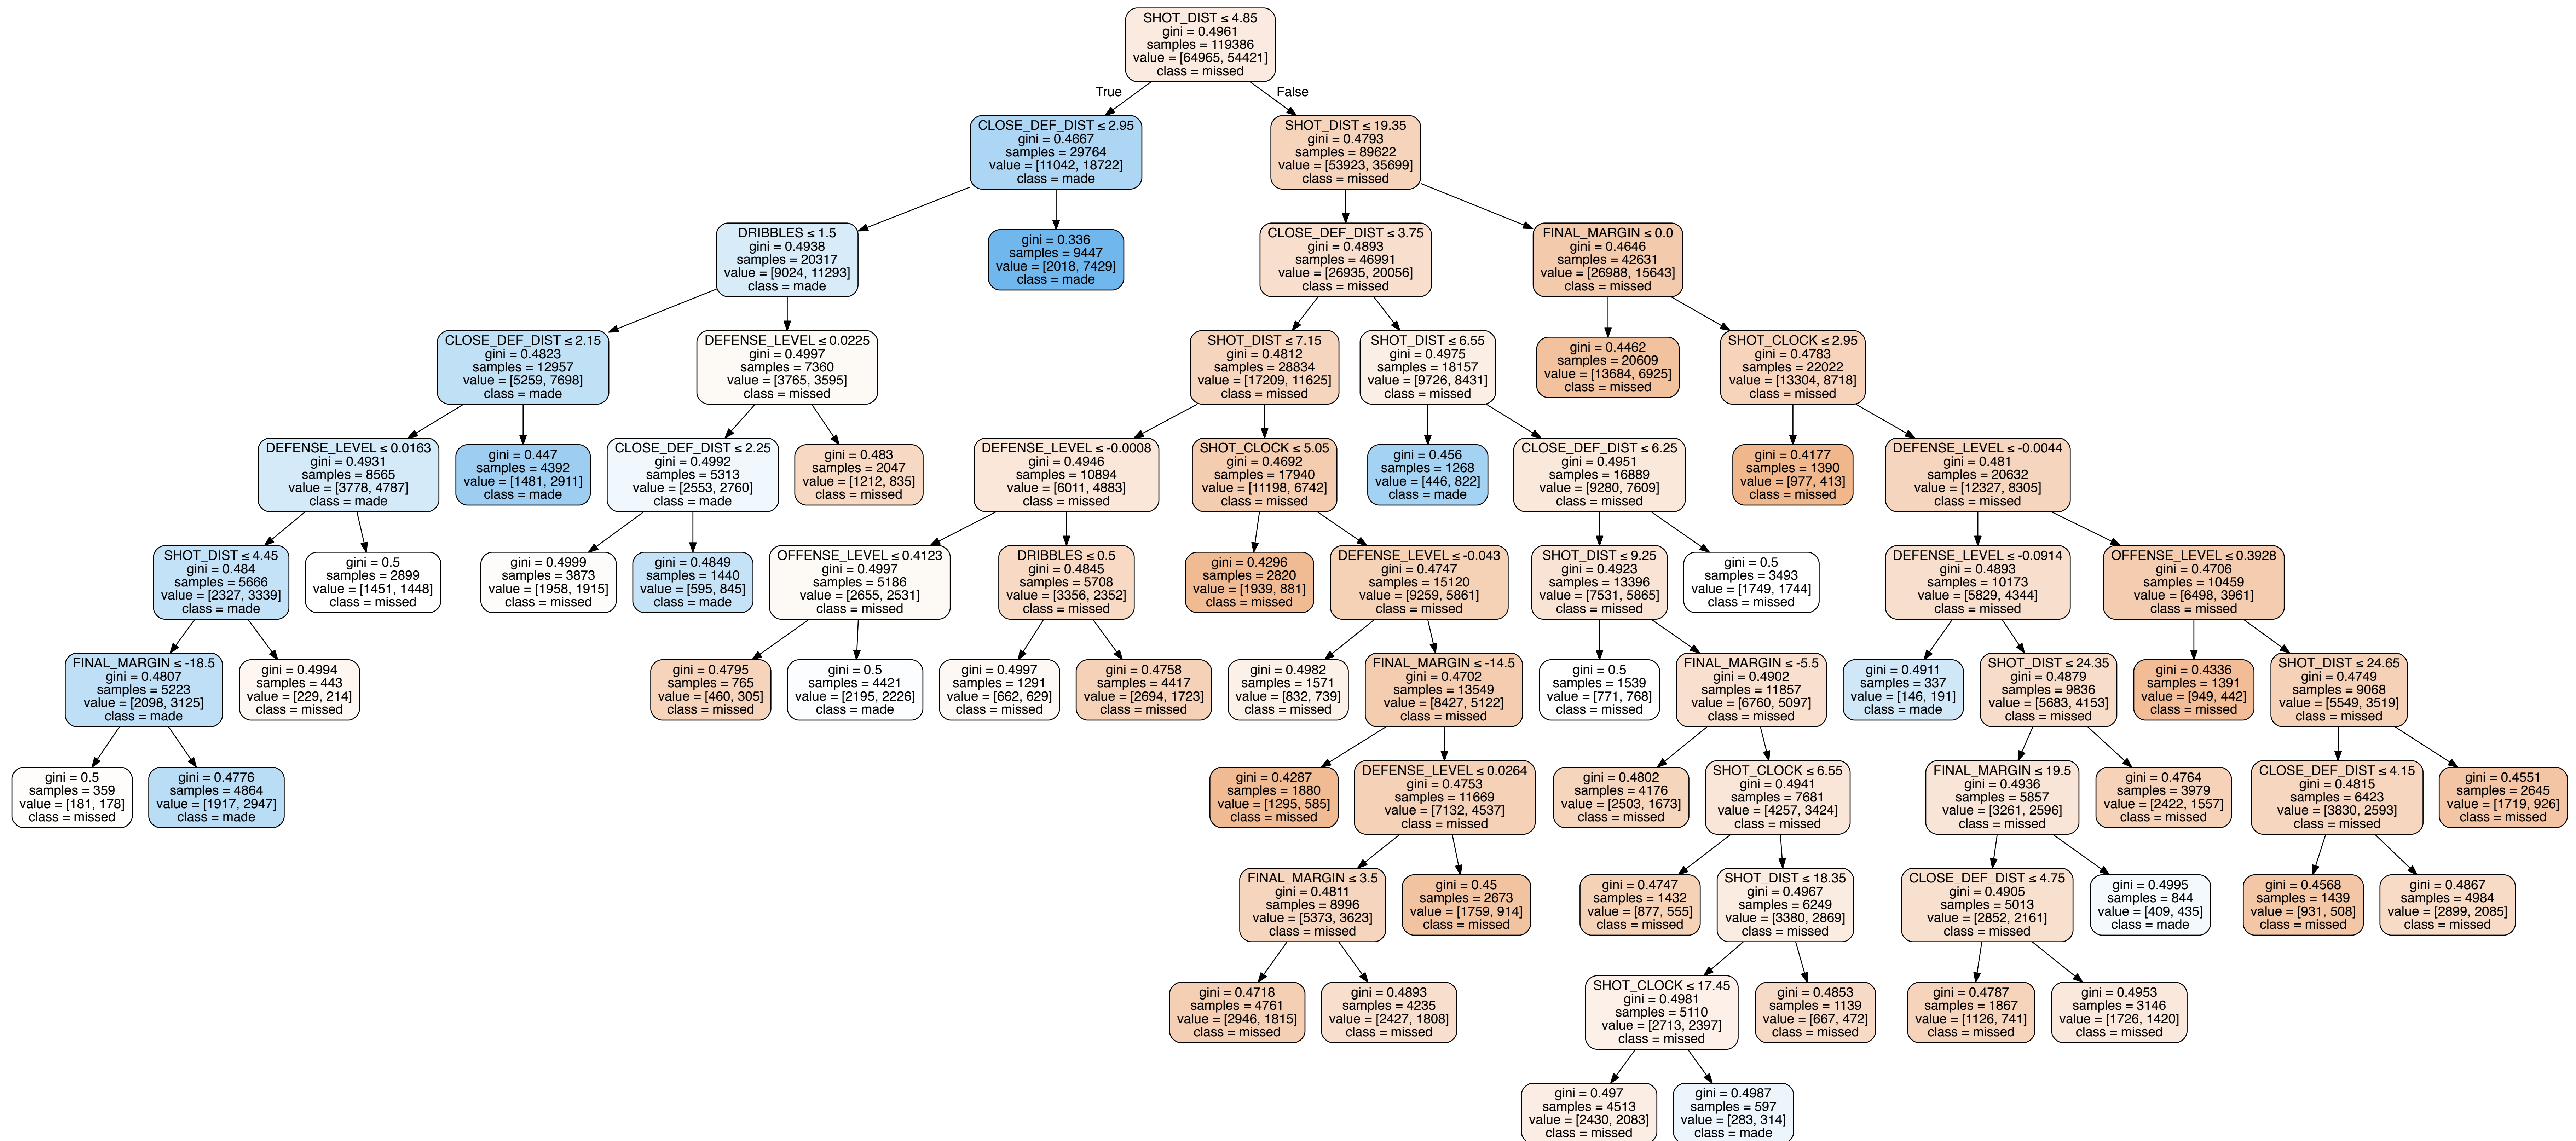 SHOT_DIST ≤ 4.85
gini = 0.4961
samples = 119386
value = [64965, 54421]
class = missed
True
False
CLOSE_DEF_DIST ≤ 2.95
gini = 0.4667
samples = 29764
value = [11042, 18722]
class = made
SHOT_DIST ≤ 19.35
gini = 0.4793
samples = 89622
value = [53923, 35699]
class = missed
DRIBBLES ≤ 1.5
gini = 0.4938
samples = 20317
value = [9024, 11293]
class = made
gini = 0.336
samples = 9447
value = [2018, 7429]
class = made
CLOSE_DEF_DIST ≤ 3.75
gini = 0.4893
samples = 46991
value = [26935, 20056]
class = missed
FINAL_MARGIN ≤ 0.0
gini = 0.4646
samples = 42631
value = [26988, 15643]
class = missed
CLOSE_DEF_DIST ≤ 2.15
gini = 0.4823
samples = 12957
value = [5259, 7698]
class = made
DEFENSE_LEVEL ≤ 0.0225
gini = 0.4997
samples = 7360
value = [3765, 3595]
class = missed
SHOT_DIST ≤ 7.15
gini = 0.4812
samples = 28834
value = [17209, 11625]
class = missed
SHOT_DIST ≤ 6.55
gini = 0.4975
samples = 18157
value = [9726, 8431]
class = missed
gini = 0.4462
samples = 20609
value = [13684, 6925]
class = missed
SHOT_CLOCK ≤ 2.95
gini = 0.4783
samples = 22022
value = [13304, 8718]
class = missed
DEFENSE_LEVEL ≤ 0.0163
gini = 0.4931
samples = 8565
value = [3778, 4787]
class = made
gini = 0.447
samples = 4392
value = [1481, 2911]
class = made
CLOSE_DEF_DIST ≤ 2.25
gini = 0.4992
samples = 5313
value = [2553, 2760]
class = made
gini = 0.483
samples = 2047
value = [1212, 835]
class = missed
DEFENSE_LEVEL ≤ -0.0008
gini = 0.4946
samples = 10894
value = [6011, 4883]
class = missed
SHOT_CLOCK ≤ 5.05
gini = 0.4692
samples = 17940
value = [11198, 6742]
class = missed
gini = 0.456
samples = 1268
value = [446, 822]
class = made
CLOSE_DEF_DIST ≤ 6.25
gini = 0.4951
samples = 16889
value = [9280, 7609]
class = missed
gini = 0.4177
samples = 1390
value = [977, 413]
class = missed
DEFENSE_LEVEL ≤ -0.0044
gini = 0.481
samples = 20632
value = [12327, 8305]
class = missed
SHOT_DIST ≤ 4.45
gini = 0.484
samples = 5666
value = [2327, 3339]
class = made
gini = 0.5
samples = 2899
value = [1451, 1448]
class = missed
gini = 0.4999
samples = 3873
value = [1958, 1915]
class = missed
gini = 0.4849
samples = 1440
value = [595, 845]
class = made
OFFENSE_LEVEL ≤ 0.4123
gini = 0.4997
samples = 5186
value = [2655, 2531]
class = missed
DRIBBLES ≤ 0.5
gini = 0.4845
samples = 5708
value = [3356, 2352]
class = missed
gini = 0.4296
samples = 2820
value = [1939, 881]
class = missed
DEFENSE_LEVEL ≤ -0.043
gini = 0.4747
samples = 15120
value = [9259, 5861]
class = missed
SHOT_DIST ≤ 9.25
gini = 0.4923
samples = 13396
value = [7531, 5865]
class = missed
gini = 0.5
samples = 3493
value = [1749, 1744]
class = missed
DEFENSE_LEVEL ≤ -0.0914
gini = 0.4893
samples = 10173
value = [5829, 4344]
class = missed
OFFENSE_LEVEL ≤ 0.3928
gini = 0.4706
samples = 10459
value = [6498, 3961]
class = missed
FINAL_MARGIN ≤ -18.5
gini = 0.4807
samples = 5223
value = [2098, 3125]
class = made
gini = 0.4994
samples = 443
value = [229, 214]
class = missed
gini = 0.4795
samples = 765
value = [460, 305]
class = missed
gini = 0.5
samples = 4421
value = [2195, 2226]
class = made
gini = 0.4997
samples = 1291
value = [662, 629]
class = missed
gini = 0.4758
samples = 4417
value = [2694, 1723]
class = missed
gini = 0.4982
samples = 1571
value = [832, 739]
class = missed
FINAL_MARGIN ≤ -14.5
gini = 0.4702
samples = 13549
value = [8427, 5122]
class = missed
gini = 0.5
samples = 1539
value = [771, 768]
class = missed
FINAL_MARGIN ≤ -5.5
gini = 0.4902
samples = 11857
value = [6760, 5097]
class = missed
gini = 0.4911
samples = 337
value = [146, 191]
class = made
SHOT_DIST ≤ 24.35
gini = 0.4879
samples = 9836
value = [5683, 4153]
class = missed
gini = 0.4336
samples = 1391
value = [949, 442]
class = missed
SHOT_DIST ≤ 24.65
gini = 0.4749
samples = 9068
value = [5549, 3519]
class = missed
gini = 0.5
samples = 359
value = [181, 178]
class = missed
gini = 0.4776
samples = 4864
value = [1917, 2947]
class = made
gini = 0.4287
samples = 1880
value = [1295, 585]
class = missed
DEFENSE_LEVEL ≤ 0.0264
gini = 0.4753
samples = 11669
value = [7132, 4537]
class = missed
gini = 0.4802
samples = 4176
value = [2503, 1673]
class = missed
SHOT_CLOCK ≤ 6.55
gini = 0.4941
samples = 7681
value = [4257, 3424]
class = missed
FINAL_MARGIN ≤ 19.5
gini = 0.4936
samples = 5857
value = [3261, 2596]
class = missed
gini = 0.4764
samples = 3979
value = [2422, 1557]
class = missed
CLOSE_DEF_DIST ≤ 4.15
gini = 0.4815
samples = 6423
value = [3830, 2593]
class = missed
gini = 0.4551
samples = 2645
value = [1719, 926]
class = missed
FINAL_MARGIN ≤ 3.5
gini = 0.4811
samples = 8996
value = [5373, 3623]
class = missed
gini = 0.45
samples = 2673
value = [1759, 914]
class = missed
gini = 0.4747
samples = 1432
value = [877, 555]
class = missed
SHOT_DIST ≤ 18.35
gini = 0.4967
samples = 6249
value = [3380, 2869]
class = missed
CLOSE_DEF_DIST ≤ 4.75
gini = 0.4905
samples = 5013
value = [2852, 2161]
class = missed
gini = 0.4995
samples = 844
value = [409, 435]
class = made
gini = 0.4568
samples = 1439
value = [931, 508]
class = missed
gini = 0.4867
samples = 4984
value = [2899, 2085]
class = missed
gini = 0.4718
samples = 4761
value = [2946, 1815]
class = missed
gini = 0.4893
samples = 4235
value = [2427, 1808]
class = missed
SHOT_CLOCK ≤ 17.45
gini = 0.4981
samples = 5110
value = [2713, 2397]
class = missed
gini = 0.4853
samples = 1139
value = [667, 472]
class = missed
gini = 0.4787
samples = 1867
value = [1126, 741]
class = missed
gini = 0.4953
samples = 3146
value = [1726, 1420]
class = missed
gini = 0.497
samples = 4513
value = [2430, 2083]
class = missed
gini = 0.4987
samples = 597
value = [283, 314]
class = made